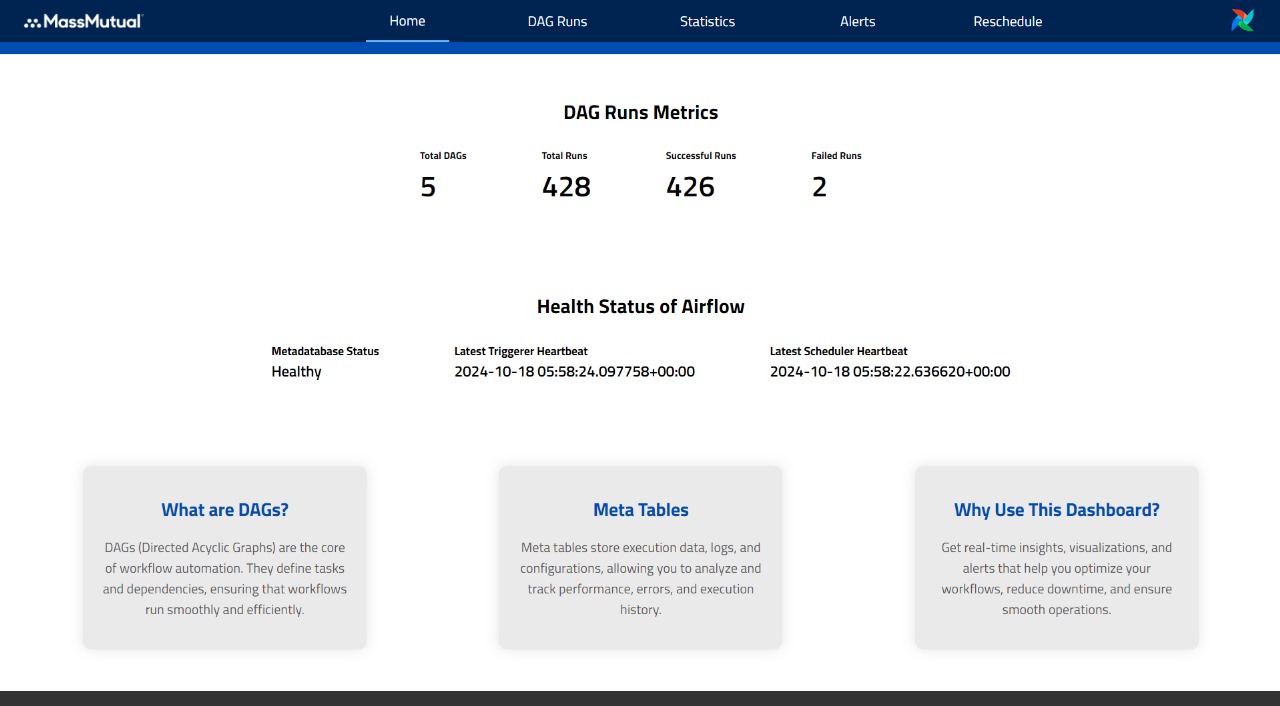 MassMutual
Home DAG Runs Statistics Alerts Reschedule
DAG Runs Metrics
Total DAGs Total Runs Successful Runs Failed Runs
5 428 426 2
Health Status of Airflow
Metadatabase Status Latest Triggerer Heartbeat Latest Scheduler Heartbeat
Healthy 2024-10-18 05:58:24.097758+00:00 2024-10-18 05:58:22.636620+00:00
What are DAGs?
DAGs (Directed Acyclic Graphs) are the core
of workflow automation. They define tasks
and dependencies, ensuring that workflows
run smoothly and efficiently.
Meta Tables
Meta tables store execution data, logs, and
configurations, allowing you to analyze and
track performance, errors, and execution
history.
Why Use This Dashboard?
Get real-time insights, visualizations, and
alerts that help you optimize your
workflows, reduce downtime, and ensure
smooth operations.